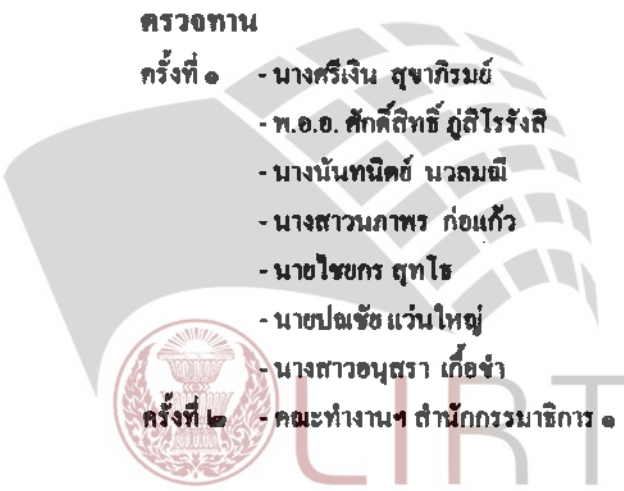 ตรวจทาน
ครั้งที่ ๑ - นางศรีเงิน สุขาภิรมย์
- พ.อ.อ. ศักดิ์สิทธิ์ ภู่สิโรรังสี
- นางนันทนิตย์ นวลมณี
- นางสาวนภาพร ก่อแก้ว
- นายไชยกร สุทโธ
- นายปณชัย แว่นใหญ่
- นางสาวอนุสรา เกื้อขำ
ครั้งที่ ๒ - คณะทำงานฯ สำนักกรรมาธิการ ๑
LIRT